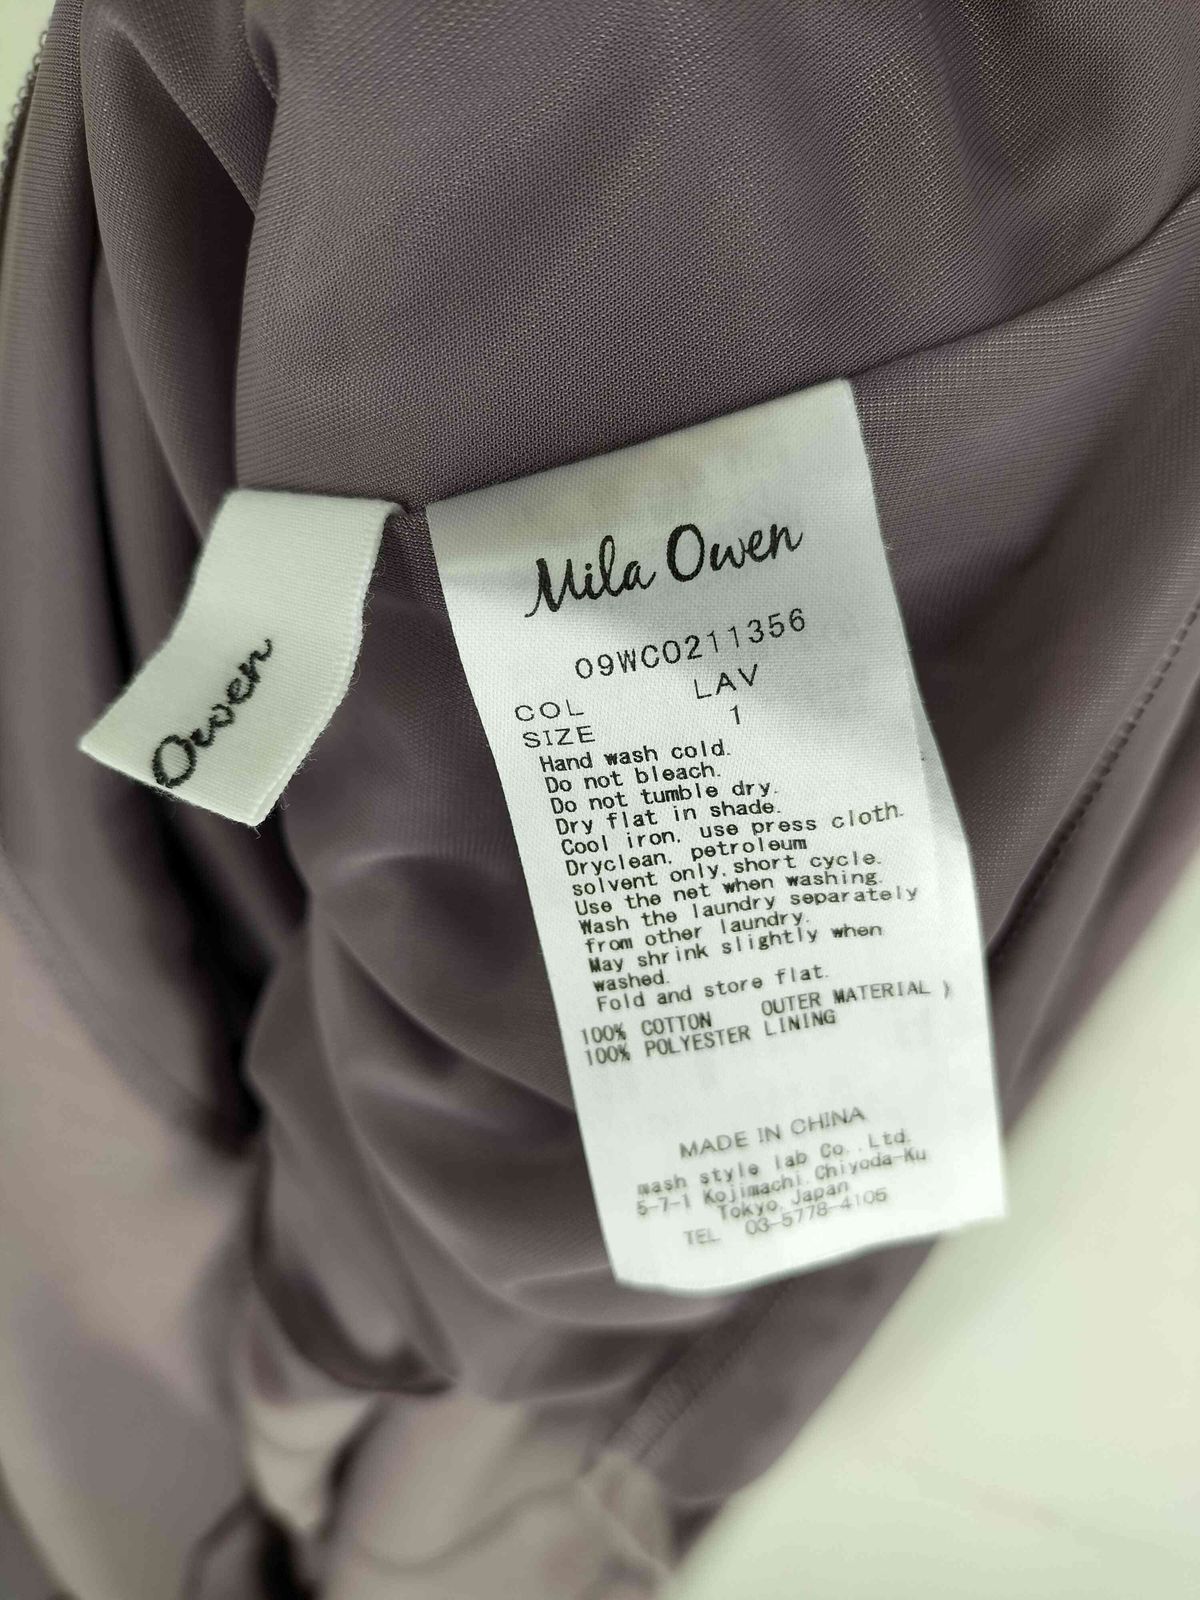 Owen
Mila Owen
09WCO211356
COL LAV
SIZE 1
Hand wash cold.
Do not bleach.
Do not tumble dry.
Dry flat in shade.
Cool iron, use press cloth.
Dryclean, petroleum
solvent only, short cycle.
Use the net when washing.
Wash the laundry separately
from other laundry.
May shrink slightly when
washed.
Fold and store flat.
100% COTTON OUTER MATERIAL )
100% POLYESTER LINING
MADE IN CHINA
mash style lab Co., Ltd.
5-7-1 Kojimachi, Chiyoda-Ku
Tokyo, Japan
TEL 03-5778-4106